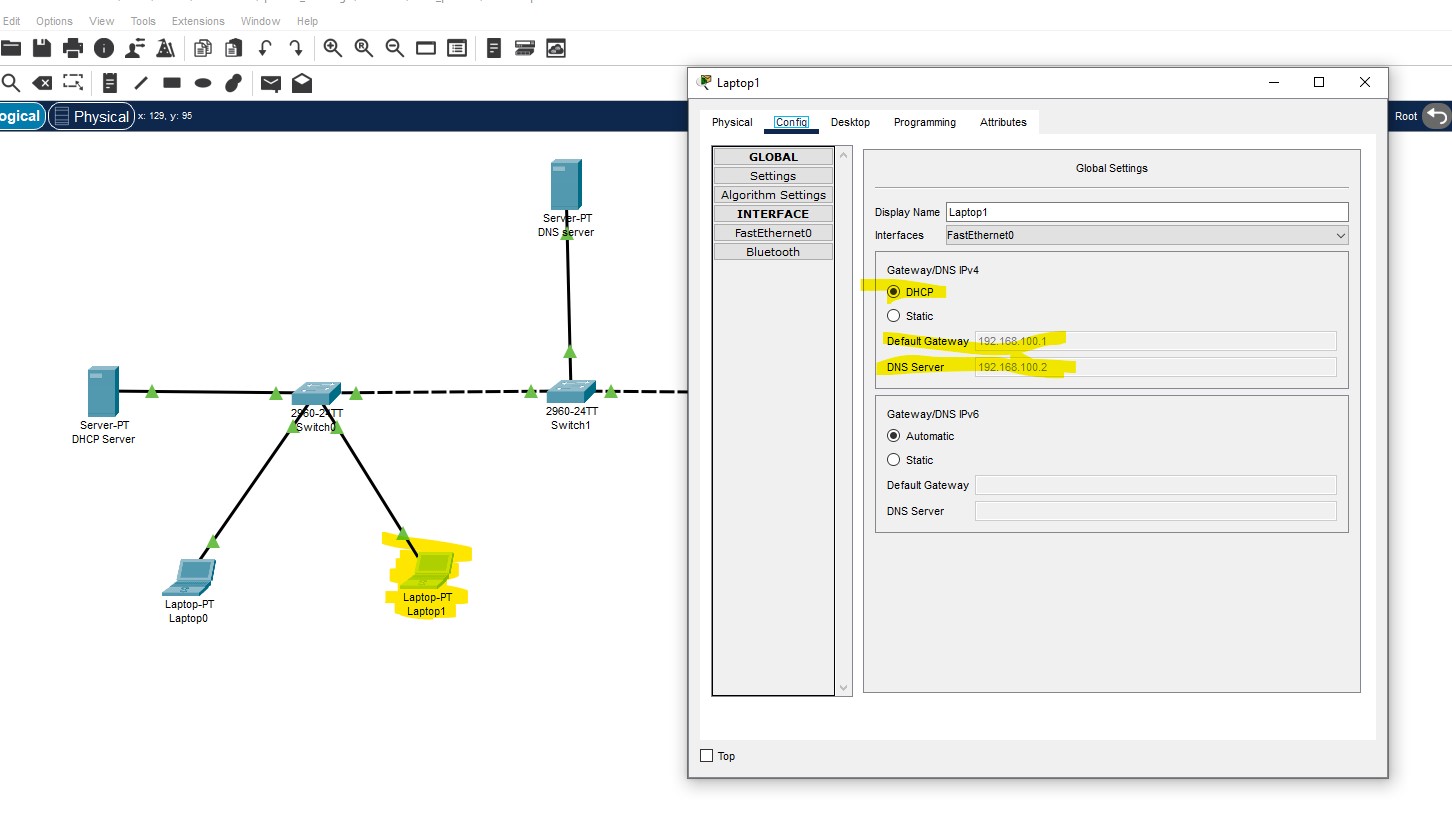 Edit Options View Tools Extensions Window Help
ogical Physical x: 129, y: 95
Root
Server-PT
DNS server
Server-PT
DHCP Server
2960-24TT
Switch0
2960-24TT
Switch1
Laptop-PT
Laptop0
Laptop-PT
Laptop1
Laptop1
Physical Config Desktop Programming Attributes
GLOBAL
Settings
Algorithm Settings
INTERFACE
FastEthernet0
Bluetooth
Global Settings
Display Name Laptop1
Interfaces FastEthernet0
Gateway/DNS IPv4
DHCP
Static
Default Gateway 192.168.100.1
DNS Server 192.168.100.2
Gateway/DNS IPv6
Automatic
Static
Default Gateway
DNS Server
Top